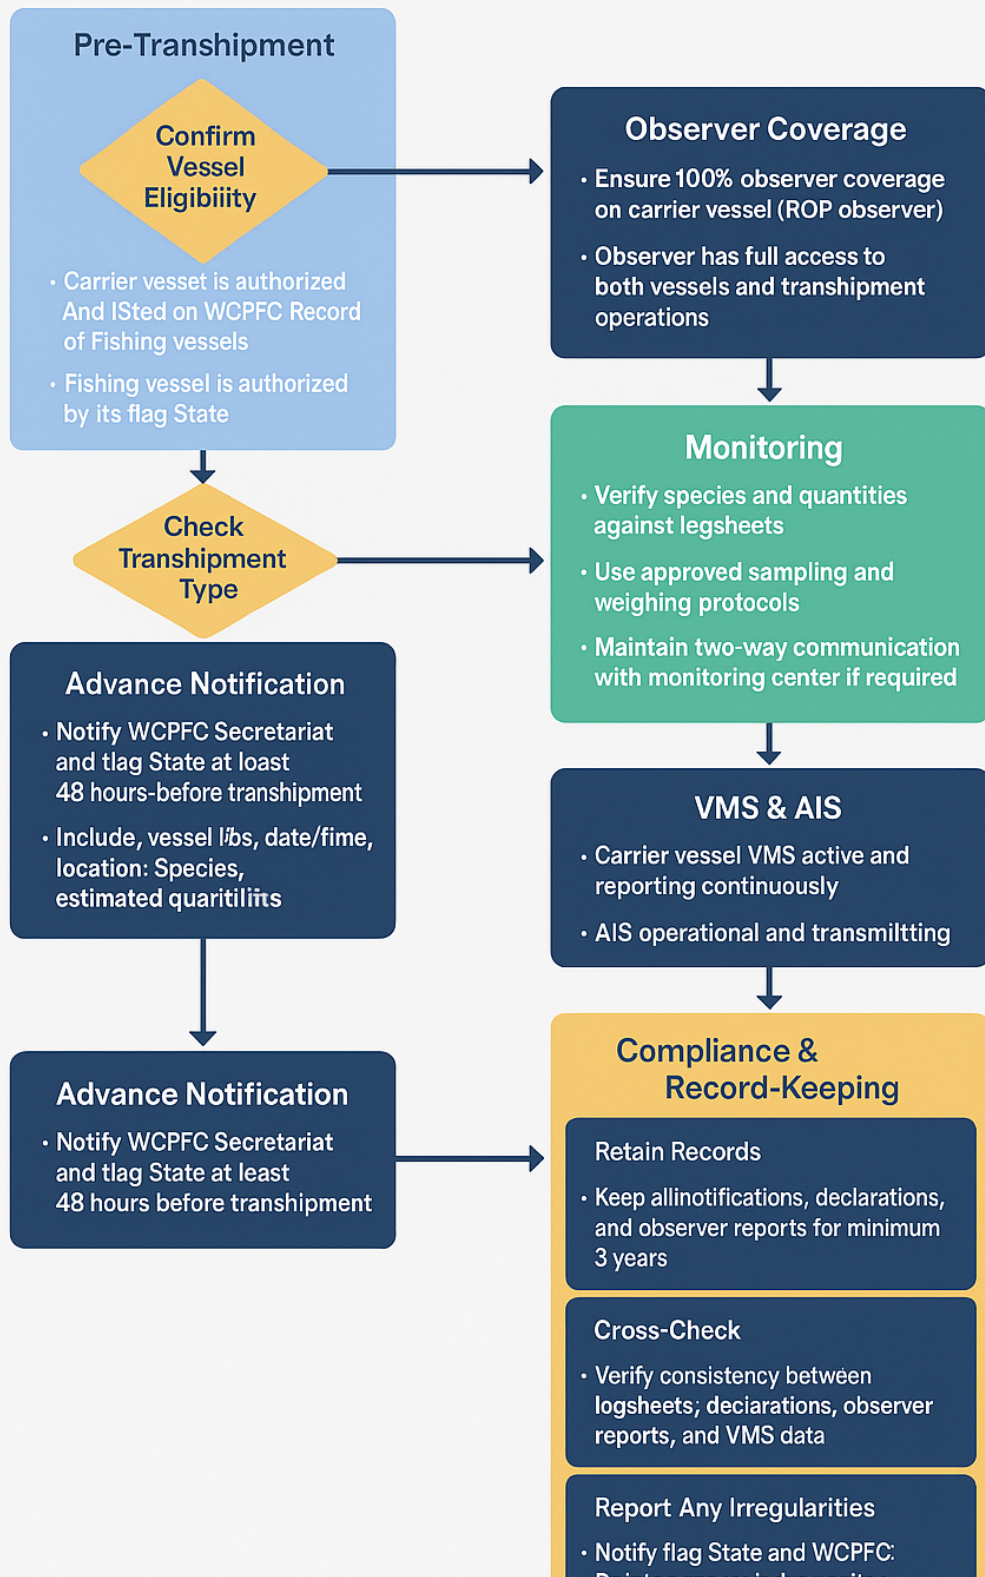 Pre-Transhipment
Confirm
Vessel
Eligibiiity
• Carrier vesset is authorized
And ISted on WCPFC Record
of Fishing vessels
• Fishing vessel is authorized
by its flag State
Check
Transhipment
Type
Advance Notification
• Notify WCPFC Secretariat
and tlag State at loast
48 hours-before transhipment
• Include, vessel date/fime,
location: Species,
estimated
Advance Notification
• Notify WCPFC Secretariat
and tlag State at least
48 hours before transhipment
Observer Coverage
• Ensure 100% observer coverage
on carrier vessel (ROP observer)
• Observer has full access to
both vessels and transhipment
operations
Monitoring
• Verify species and quantities
against legsheets
• Use approved sampling and
weighing protocols
• Maintain two-way communication
with monitoring center if required
VMS & AIS
• Carrier vessel VMS active and
reporting continuously
• AIS operational and transmiltting
Compliance &
Record-Keeping
Retain Records
• Keep allinotifications, declarations,
and observer reports for minimum
3 years
Cross-Check
• Verify consistency between
logsheets; deciarations, observer
reports, and VMS data
Report Any Irregularities
• Notify flag State and WCPFC: